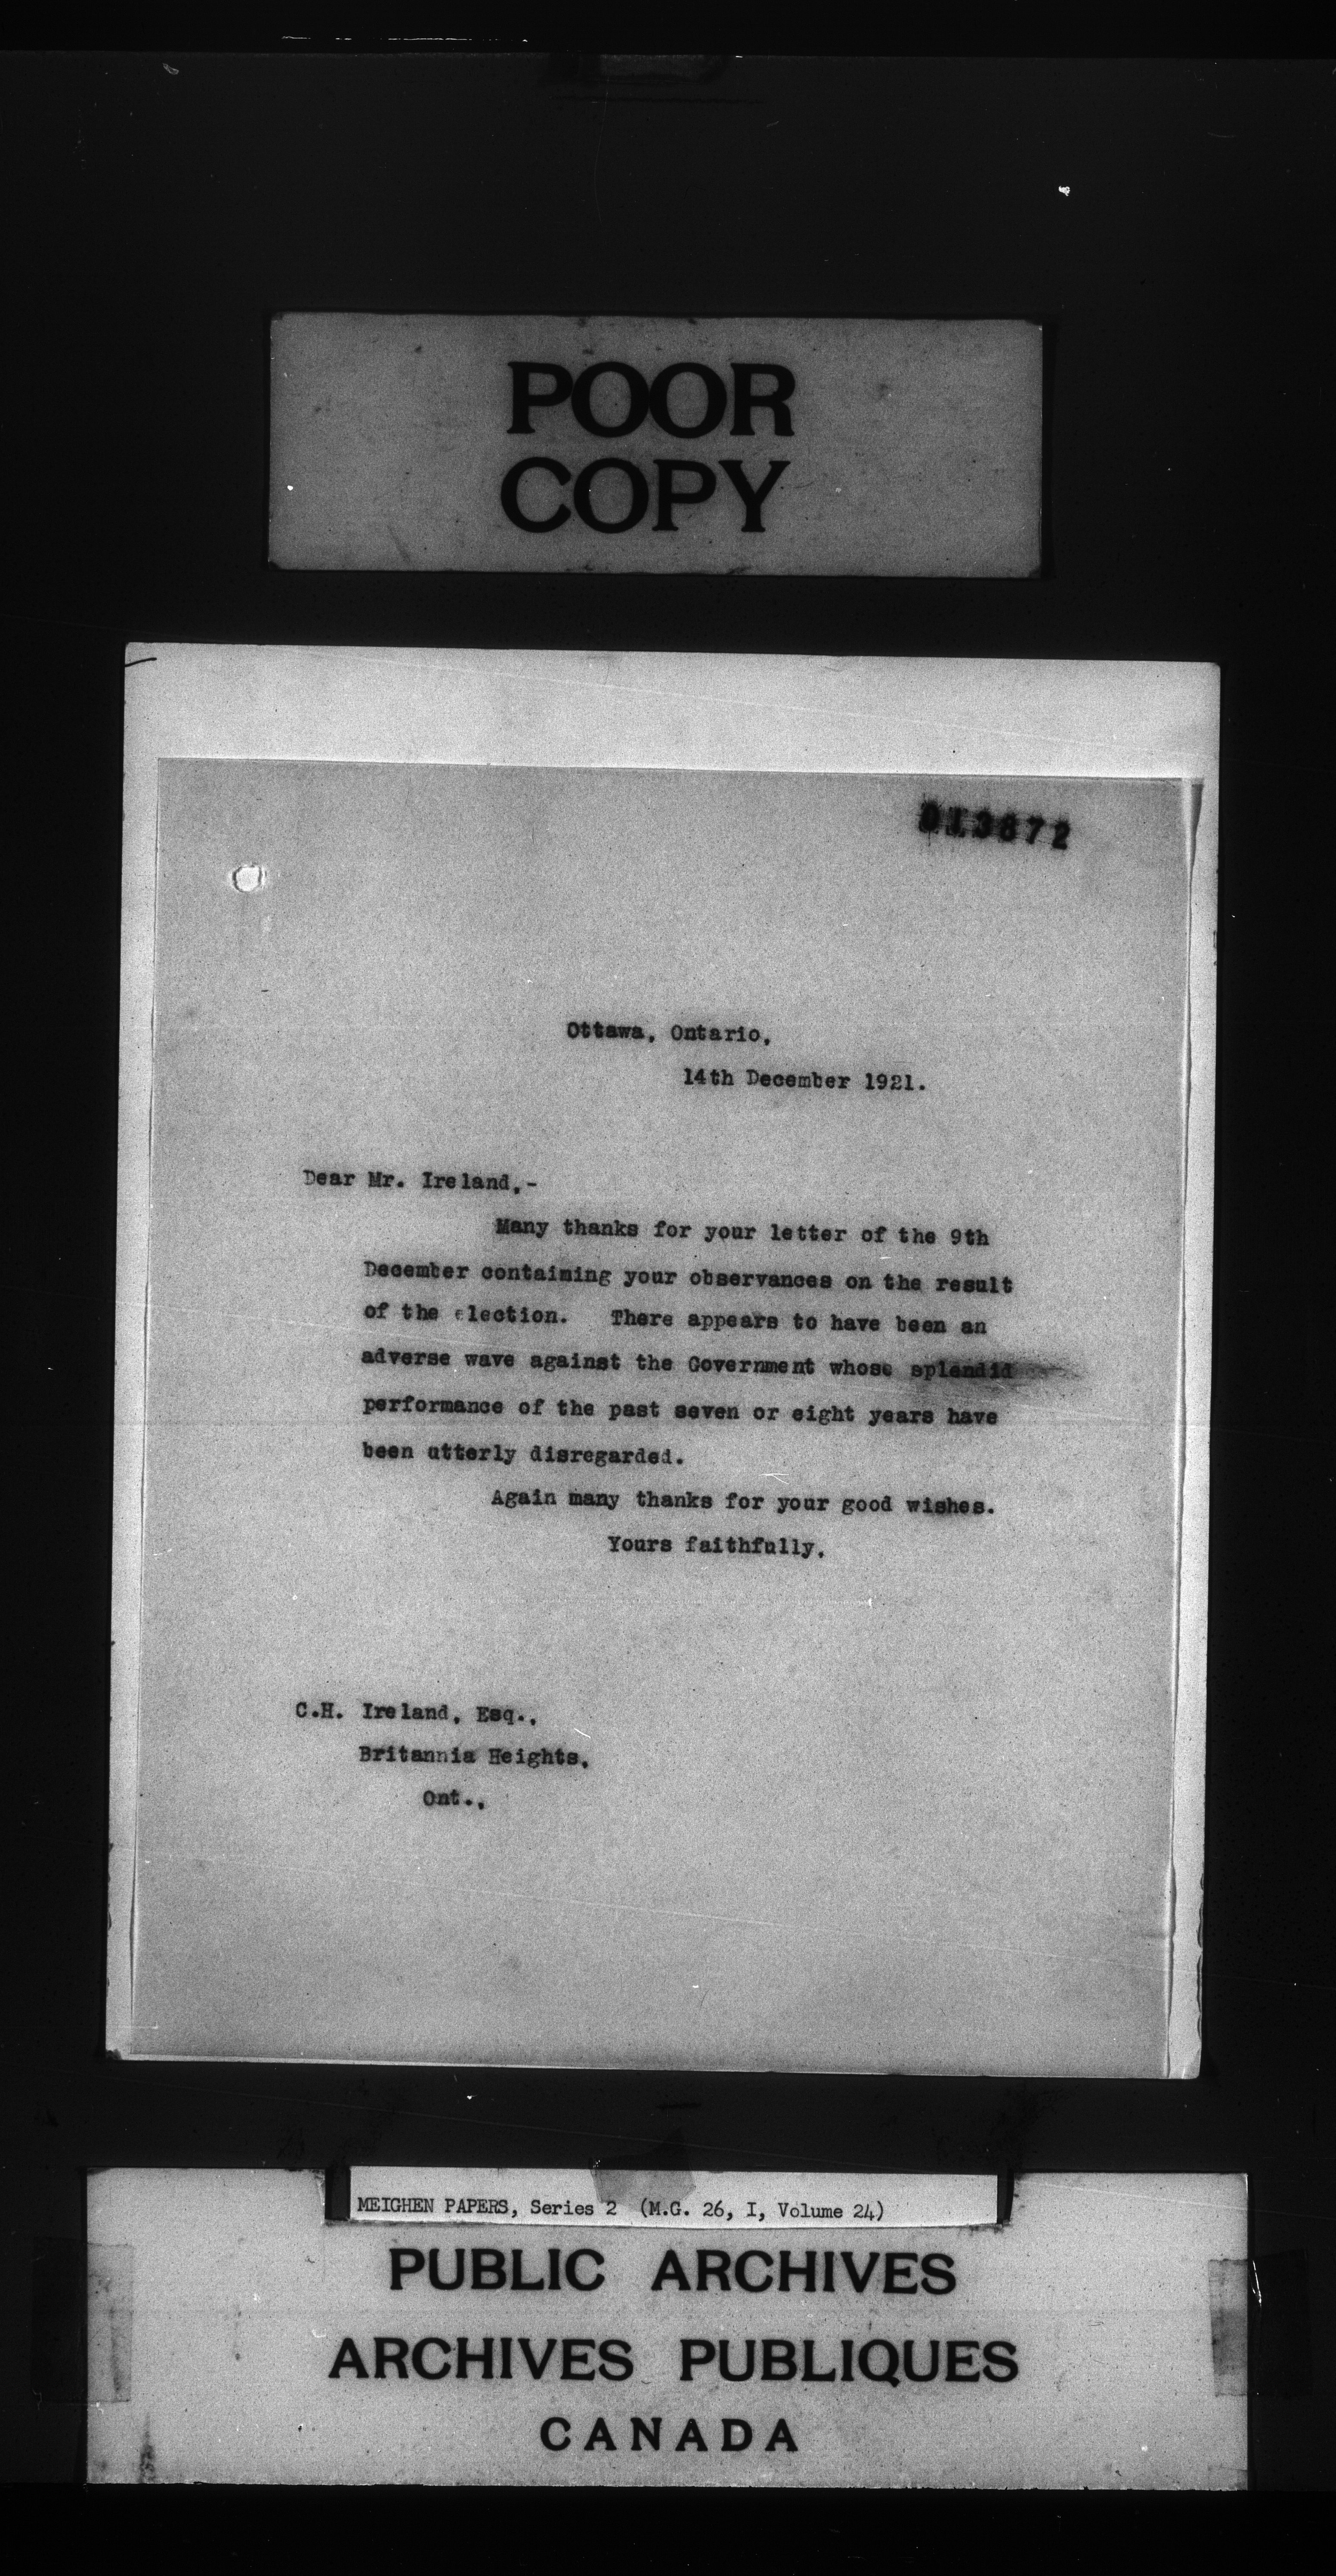 POOR
COPY
013672
Ottawa, Ontario,
14th December 1921.
Dear Mr. Ireland,-
Many thanks for your letter of the 9th
December containing your observances on the result
of the election. There appears to have been an
adverse wave against the Government whose splendid
performance of the past seven or eight years have
been utterly disregarded.
Again many thanks for your good wishes.
Yours faithfully,
C.H. Ireland, Esq.,
Britannia Heights,
Ont.,
MEIGHEN PAPERS, Series 2 (M.G. 26, I, Volume 24)
PUBLIC ARCHIVES
ARCHIVES PUBLIQUES
CANADA